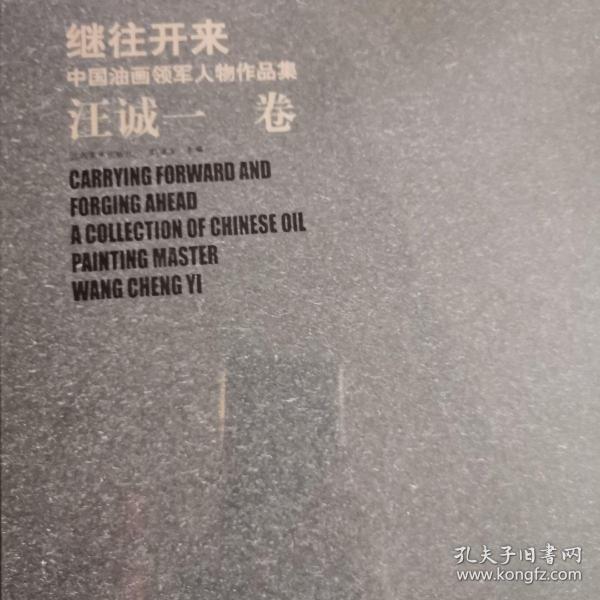 继往开来
中国油画领军人物作品集
汪诚一 卷
CARRYING FORWARD AND
FORGING AHEAD
A COLLECTION OF CHINESE OIL
PAINTING MASTER
WANG CHENG YI
孔夫子旧书网
www.kongfz.com